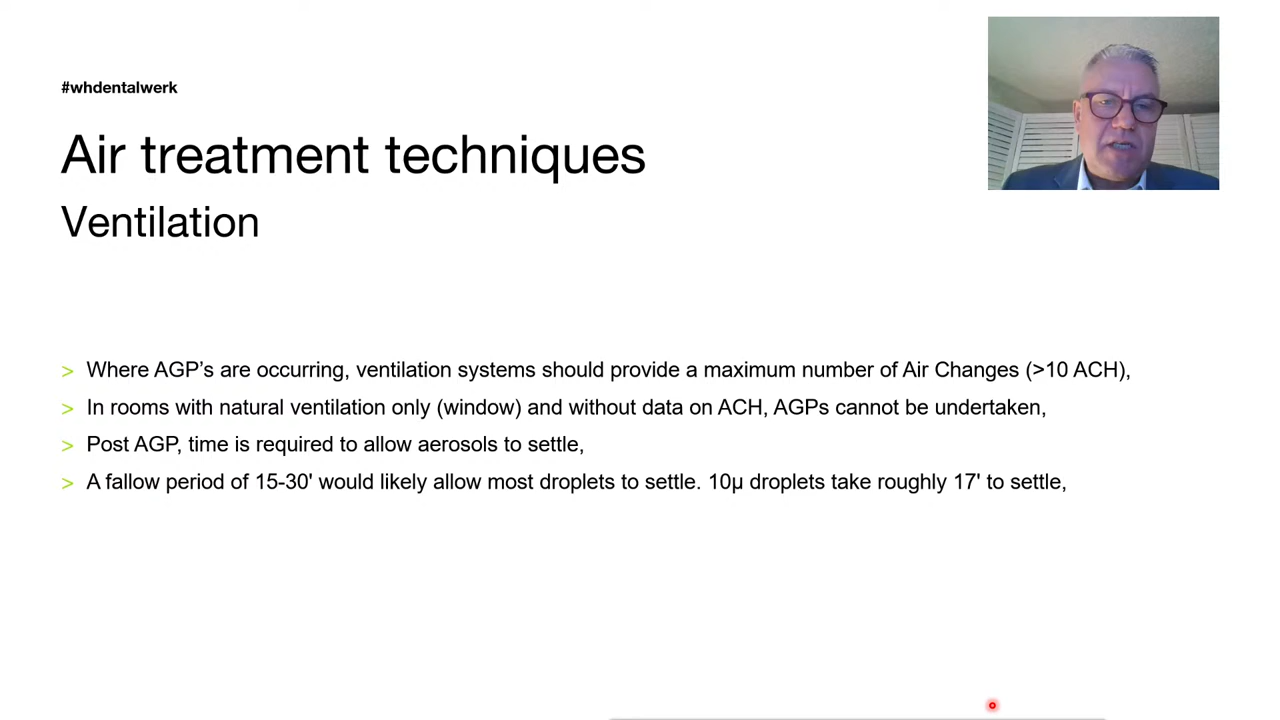 #whdentalwerk
Air treatment techniques
Ventilation
> Where AGP’s are occurring, ventilation systems should provide a maximum number of Air Changes (>10 ACH),
> In rooms with natural ventilation only (window) and without data on ACH, AGPs cannot be undertaken,
> Post AGP, time is required to allow aerosols to settle,
> A fallow period of 15-30' would likely allow most droplets to settle. 10µ droplets take roughly 17' to settle,